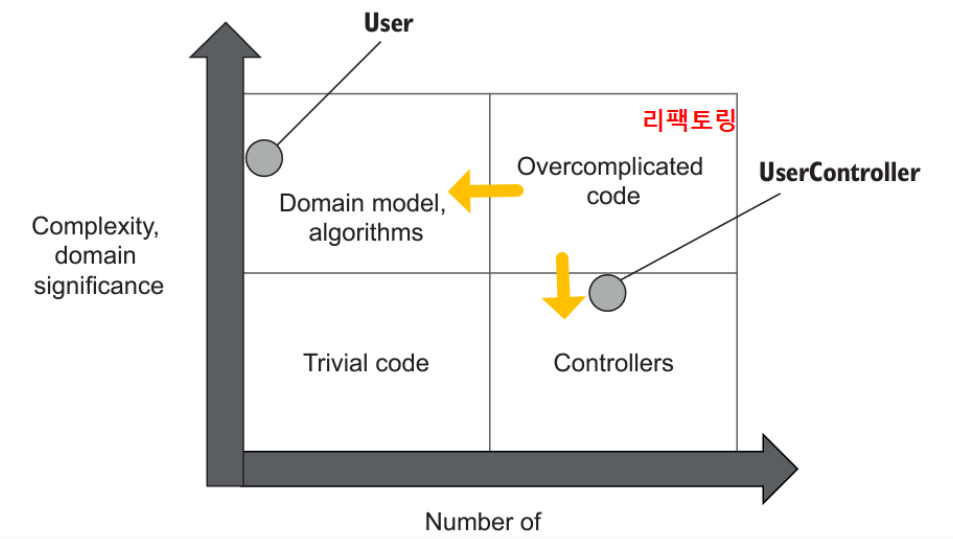 User
리팩토링
Overcomplicated
code
UserController
Domain model,
algorithms
Complexity,
domain
significance
Trivial code
Controllers
Number of